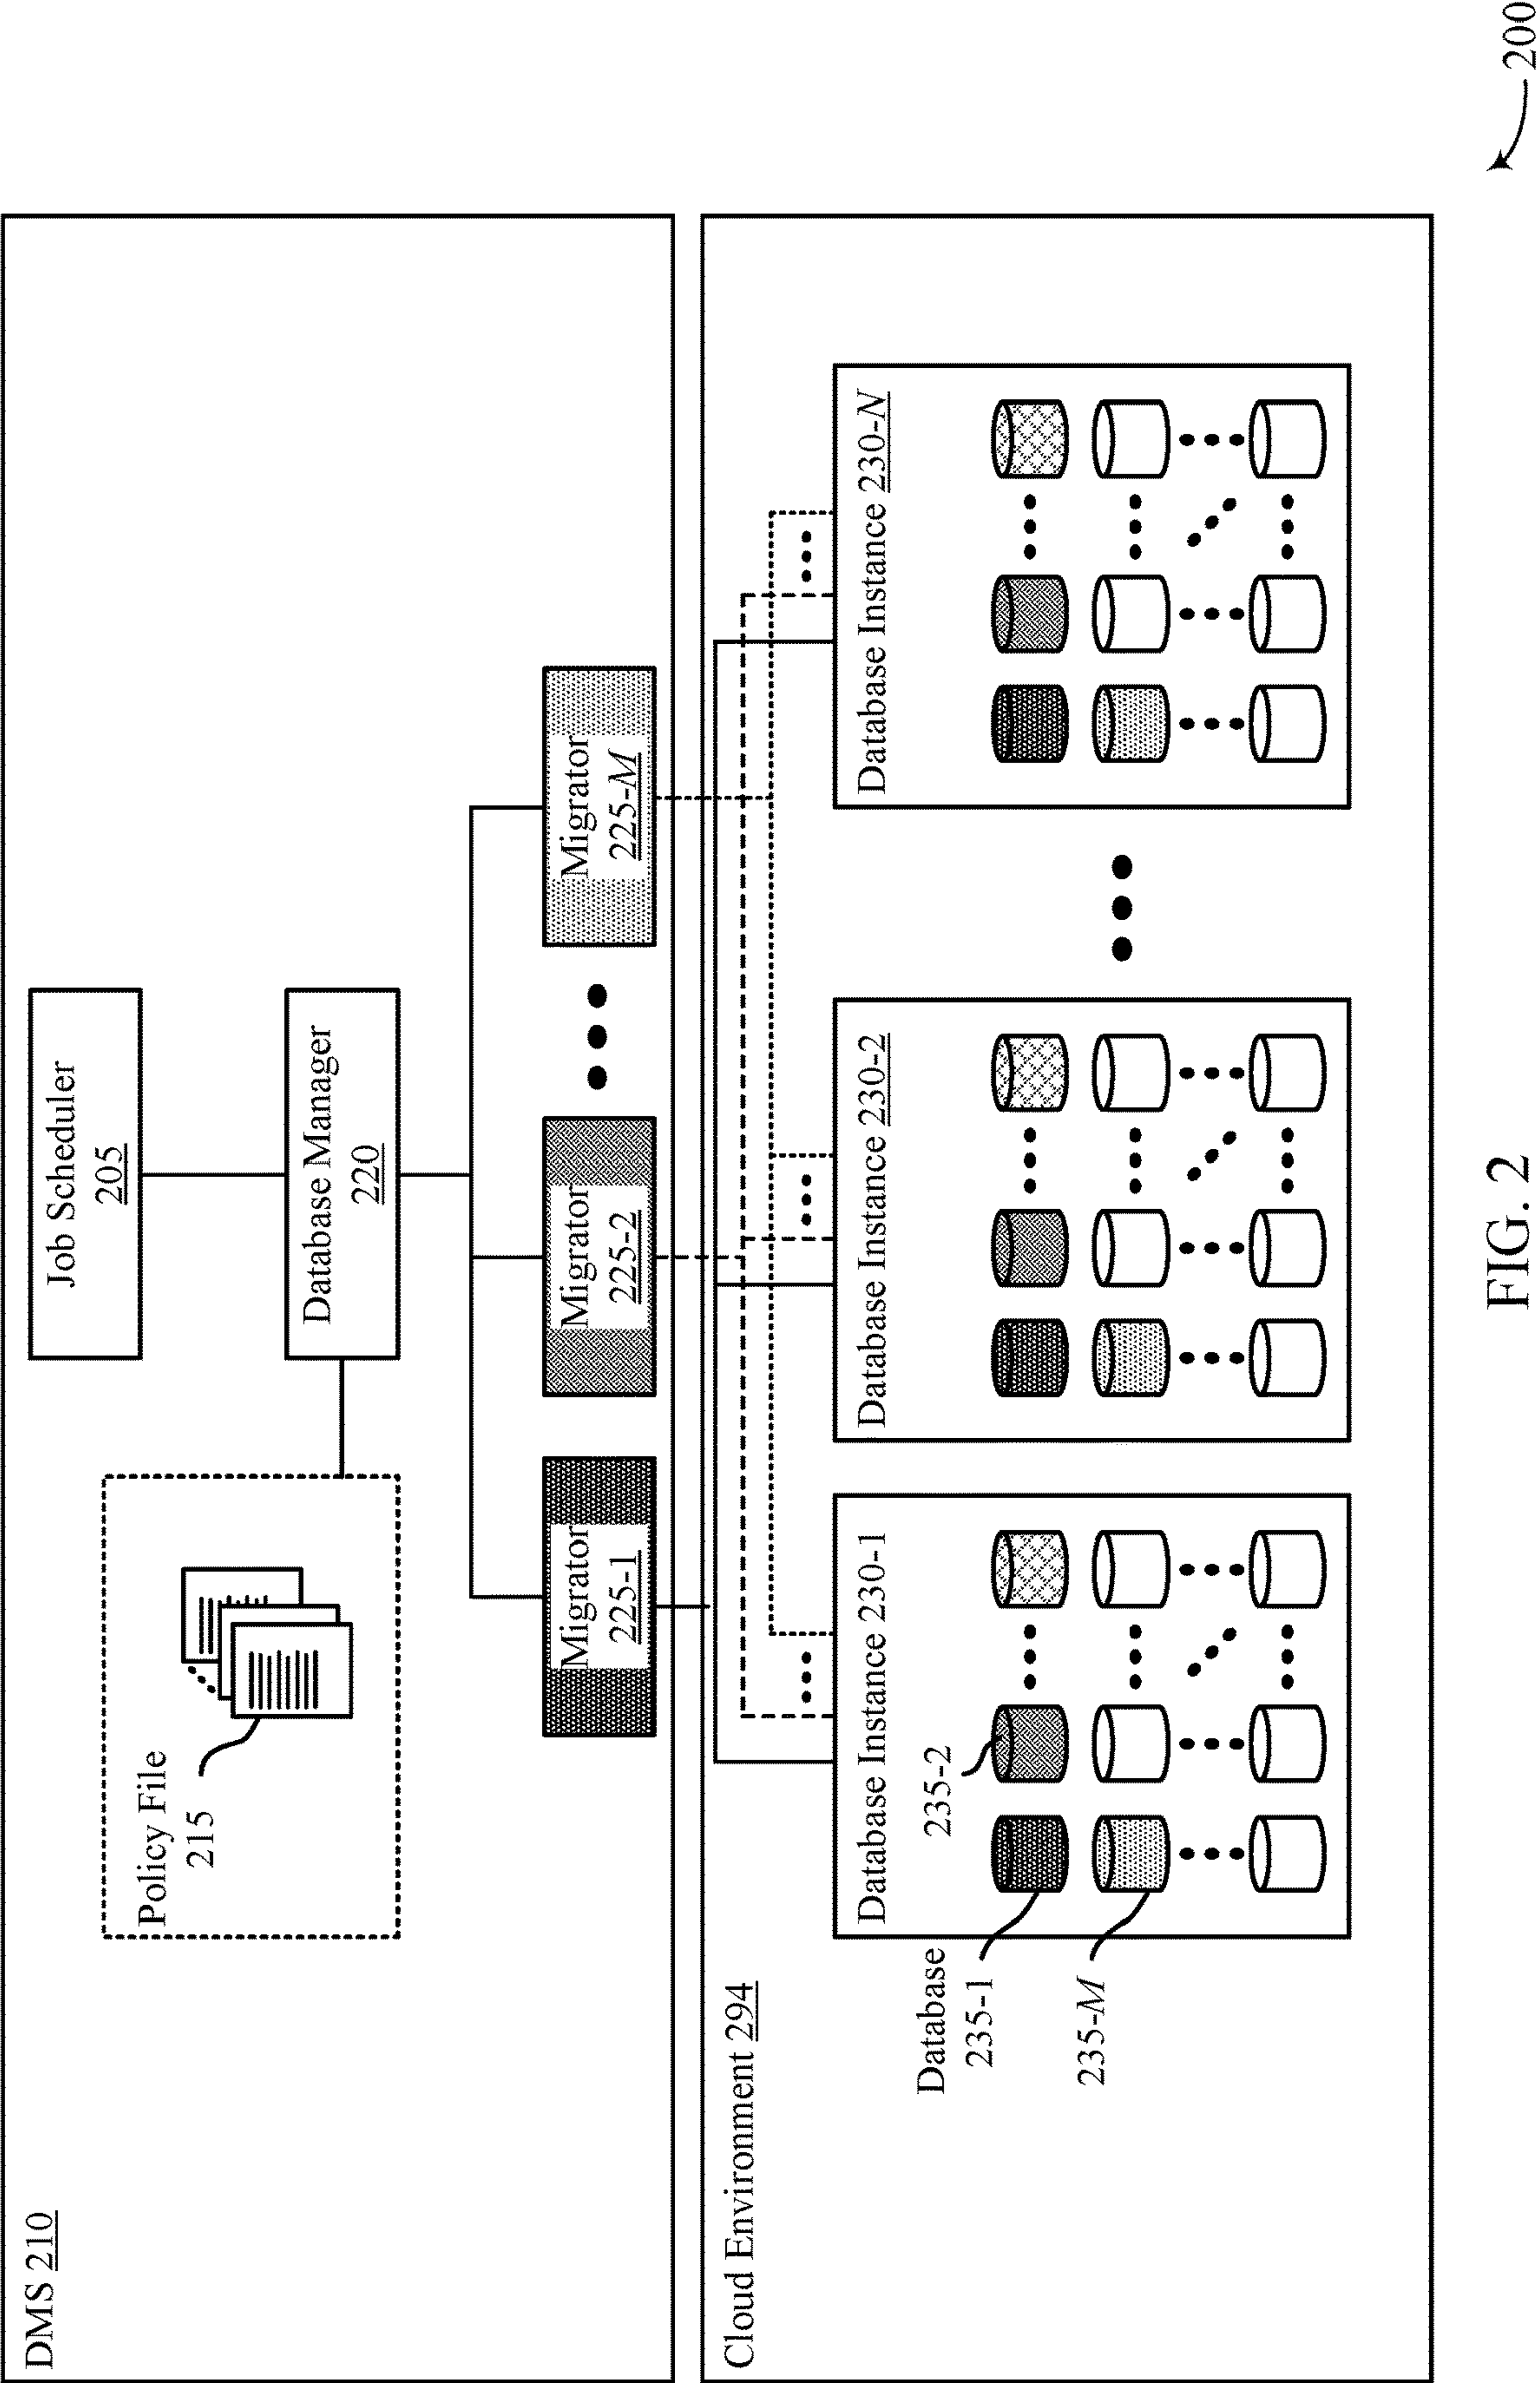 200
DMS 210
Job Scheduler
205
Policy File
215
Database Manager
220
Migrator
225-1
Migrator
225-2
Migrator
225-M
Cloud Environment 294
Database Instance 230-1
Database Instance 230-2
Database Instance 230-N
Database
235-1
235-2
235-M
FIG. 2